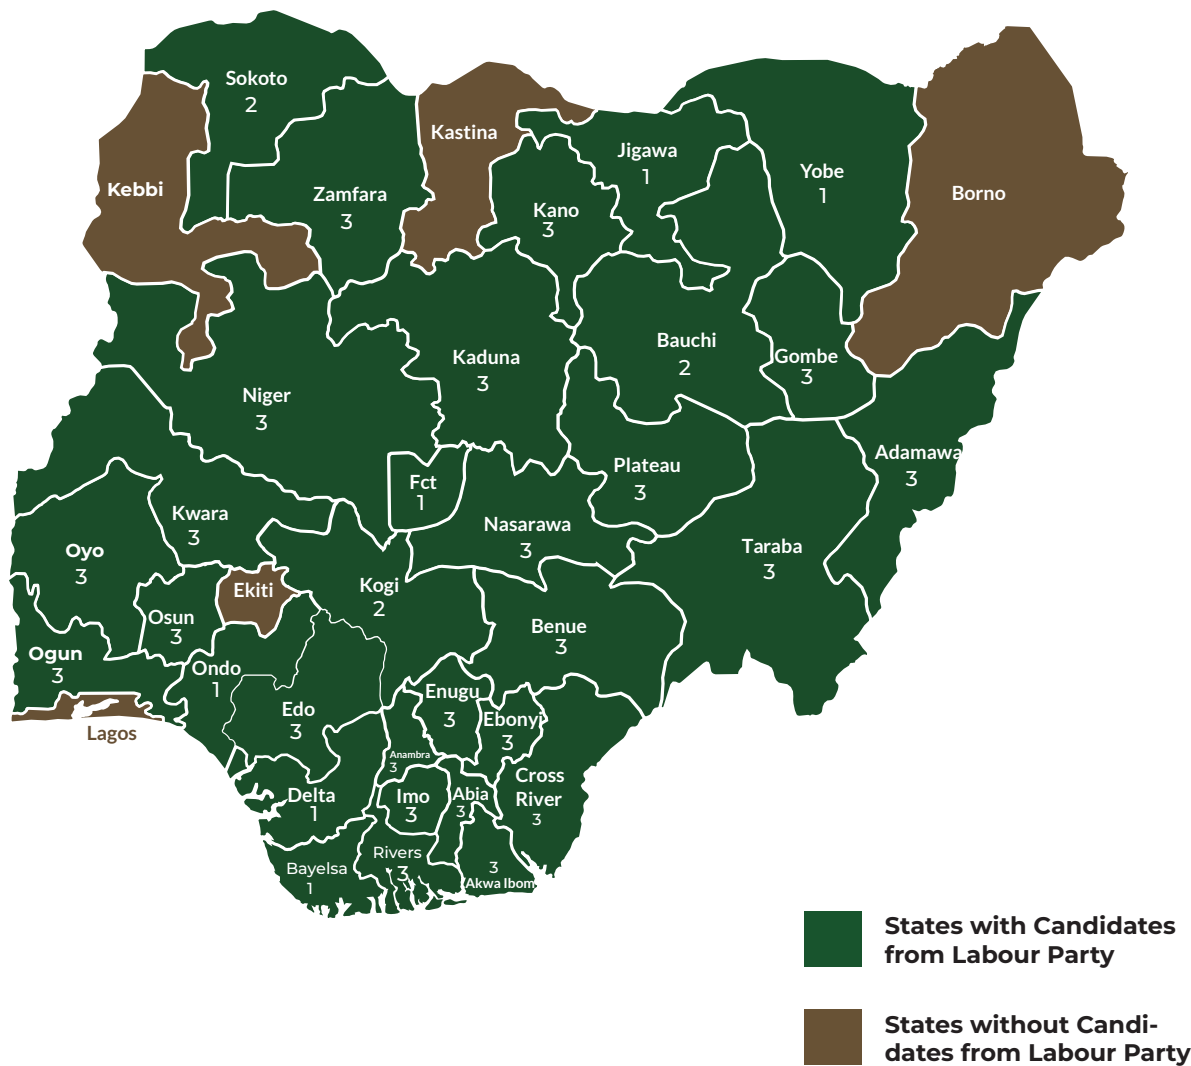 Sokoto
2
Kebbi
Zamfara
3
Kastina
Kano
3
Jigawa
1
Yobe
1
Borno
Niger
3
Kaduna
3
Bauchi
2
Gombe
3
Adamawa
3
Fct
1
Plateau
3
Nasarawa
3
Taraba
3
Kwara
3
Oyo
3
Ekiti
Osun
3
Kogi
2
Benue
3
Ogun
3
Ondo
1
Lagos
Edo
3
Enugu
3
Ebonyi
3
Anambra
3
Cross
River
3
Delta
1
Imo
3
Abia
3
Bayelsa
1
Rivers
3
3
(Akwa Ibom
States with Candidates
from Labour Party
States without Candi-
dates from Labour Party